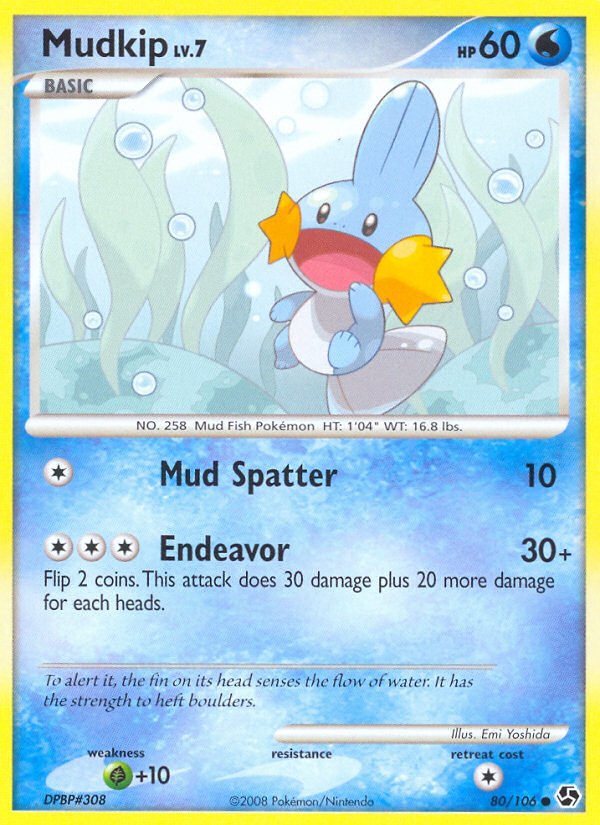 Mudkip LV.7 HP 60
BASIC
NO. 258 Mud Fish Pokémon HT: 1'04" WT: 16.8 lbs.
Mud Spatter 10
Endeavor 30+
Flip 2 coins. This attack does 30 damage plus 20 more damage
for each heads.
To alert it, the fin on its head senses the flow of water. It has
the strength to heft boulders.
Illus. Emi Yoshida
weakness resistance retreat cost
+10
DPBP#308 ©2008 Pokémon/Nintendo 80/106